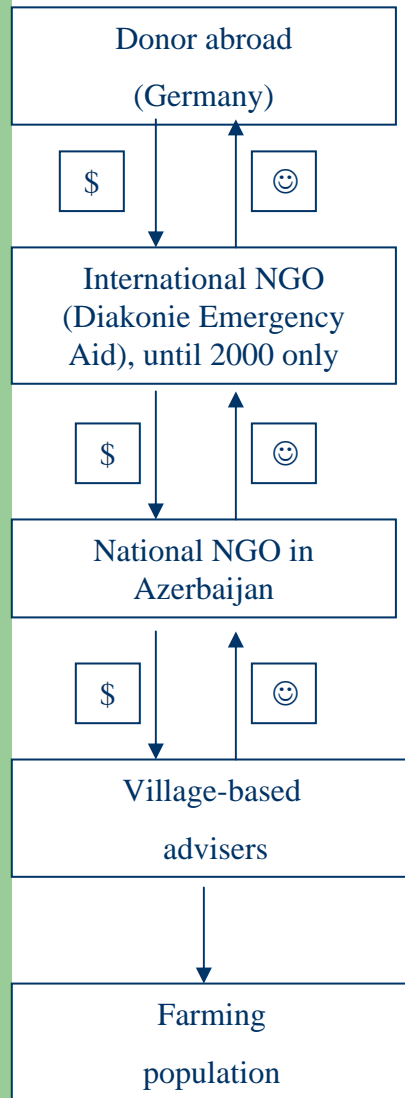 Donor abroad
(Germany)
$ ☺
International NGO
(Diakonie Emergency
Aid), until 2000 only
$ ☺
National NGO in
Azerbaijan
$ ☺
Village-based
advisers
Farming
population